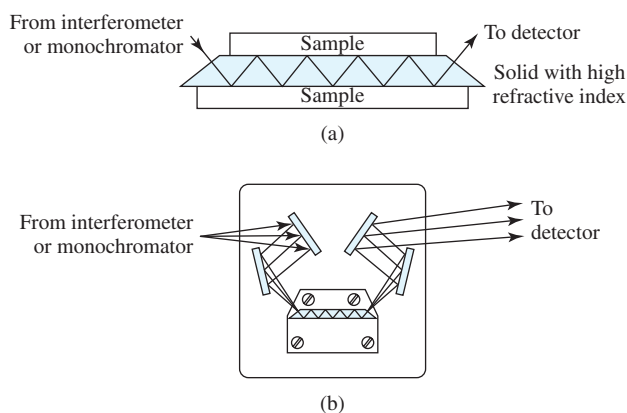 From interferometer
or monochromator
Sample
To detector
Solid with high
refractive index
Sample
(a)
From interferometer
or monochromator
To
detector
(b)